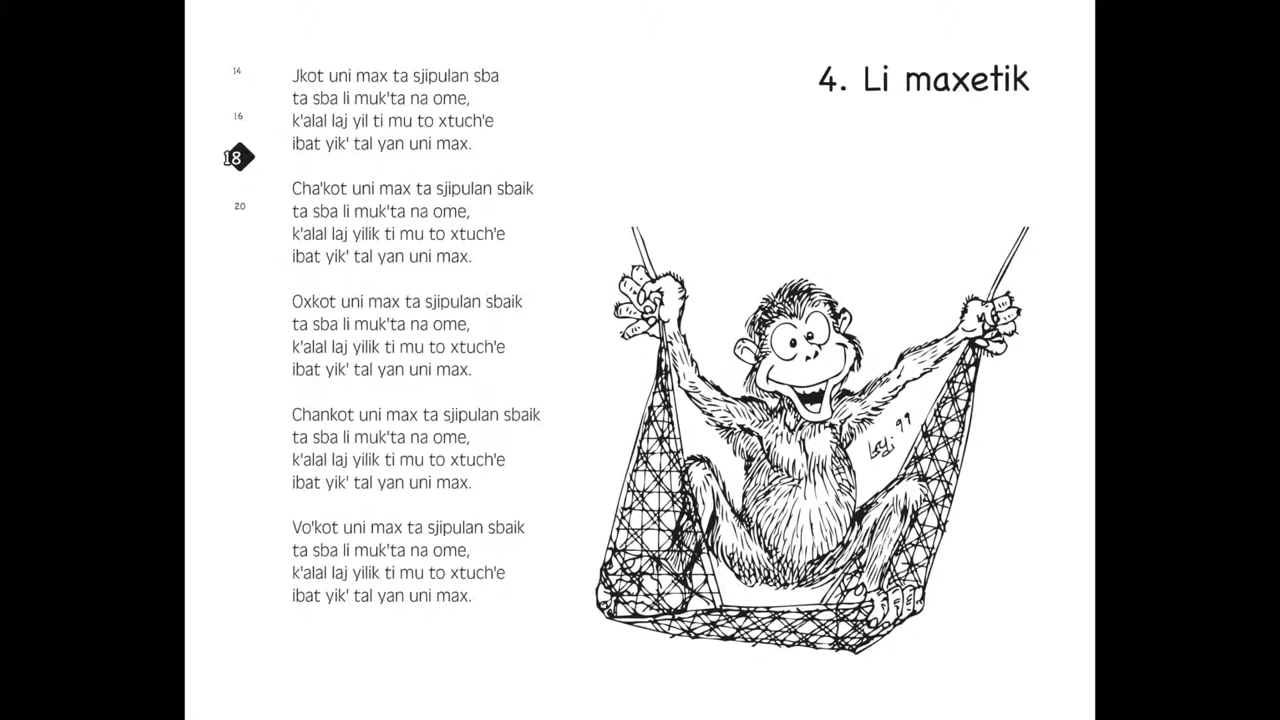 4. Li maxetik
14
Jkot uni max ta sjipulan sba
ta sba li muk'ta na ome,
16
k'alal laj yil ti mu to xtuch'e
ibat yik' tal yan uni max.
18
Cha'kot uni max ta sjipulan sbaik
20
ta sba li muk'ta na ome,
k'alal laj yilik ti mu to xtuch'e
ibat yik' tal yan uni max.
Oxkot uni max ta sjipulan sbaik
ta sba li muk'ta na ome,
k'alal laj yilik ti mu to xtuch'e
ibat yik' tal yan uni max.
Chankot uni max ta sjipulan sbaik
ta sba li muk'ta na ome,
k'alal laj yilik ti mu to xtuch'e
ibat yik' tal yan uni max.
Vo'kot uni max ta sjipulan sbaik
ta sba li muk'ta na ome,
k'alal laj yilik ti mu to xtuch'e
ibat yik' tal yan uni max.
99